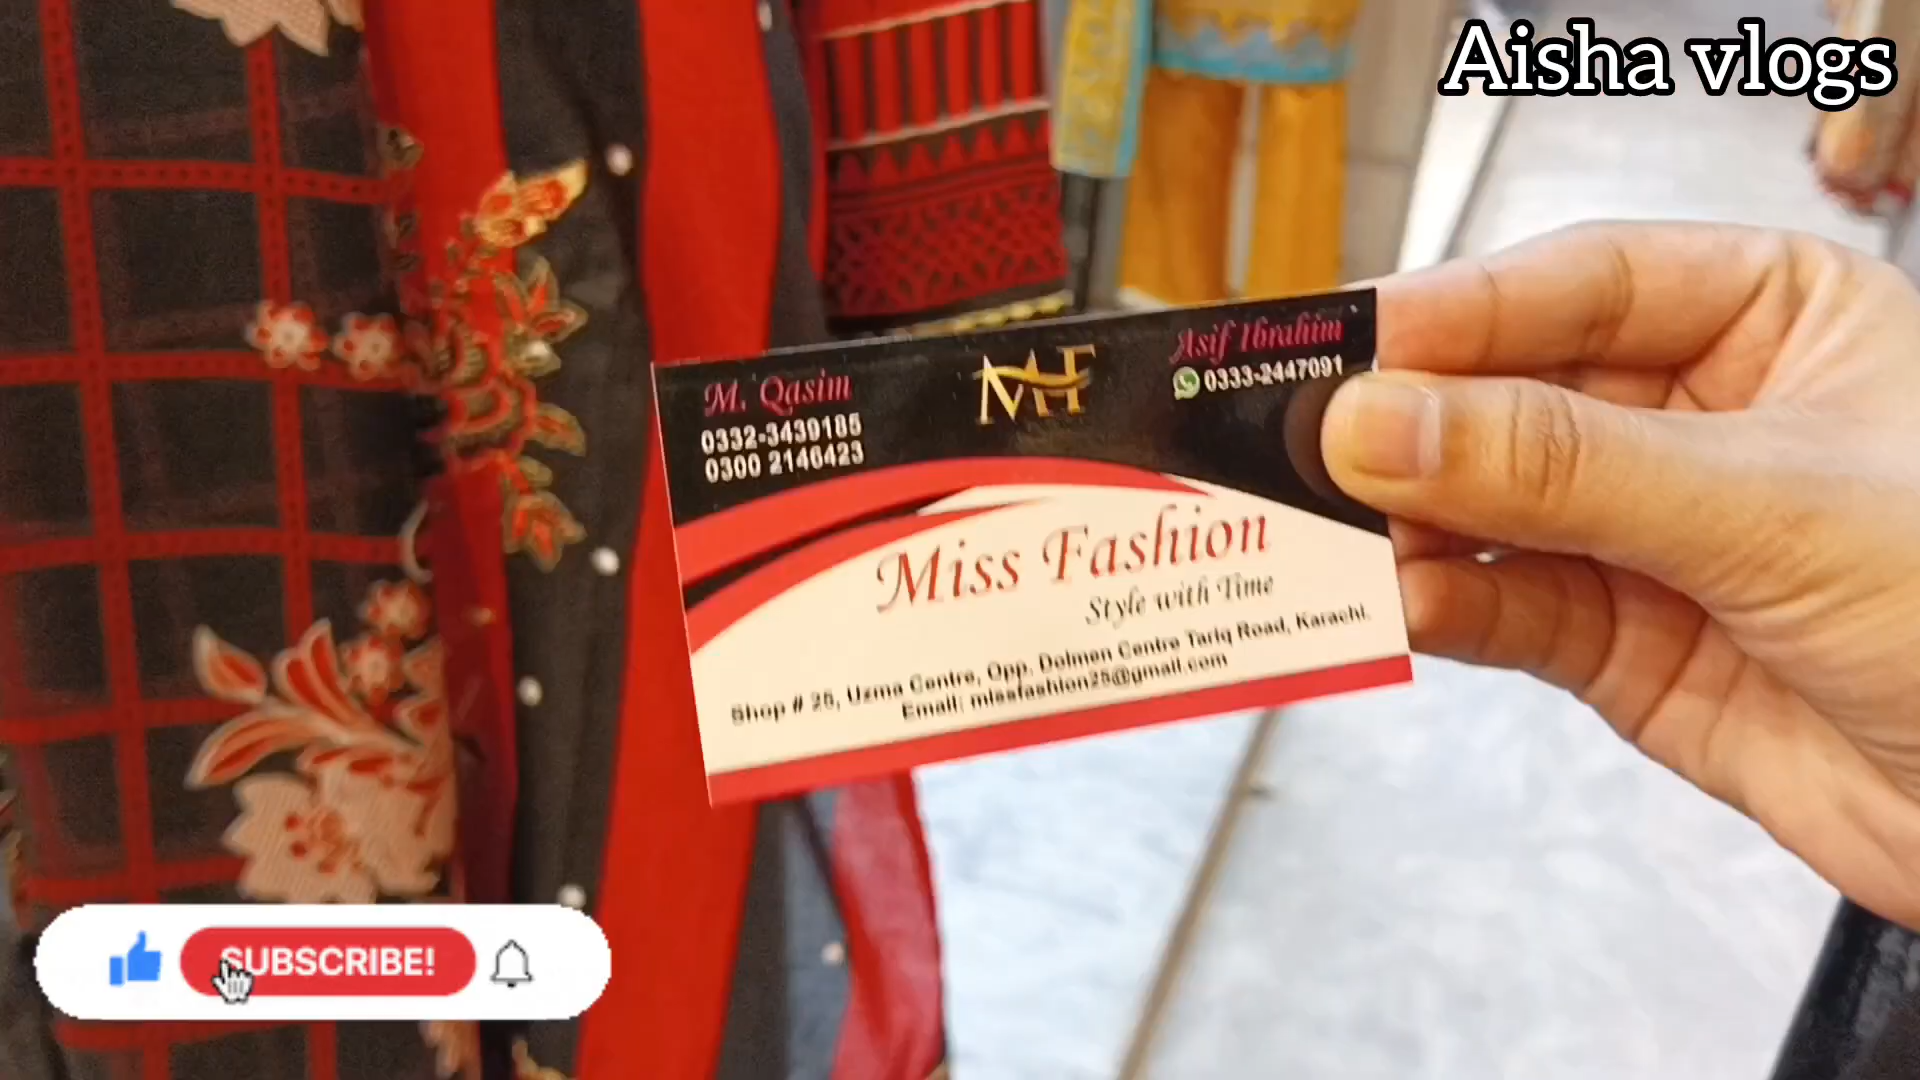 Aisha vlogs
M. Qasim
0332-3439185
0300 2146423
MF
Asif Ibrahim
0333-2447091
Miss Fashion
Style with Time
Shop # 25, Uzma Centre, Opp. Dolmen Centre Tariq Road, Karachi.
Email: missfashion25@gmail.com
SUBSCRIBE!